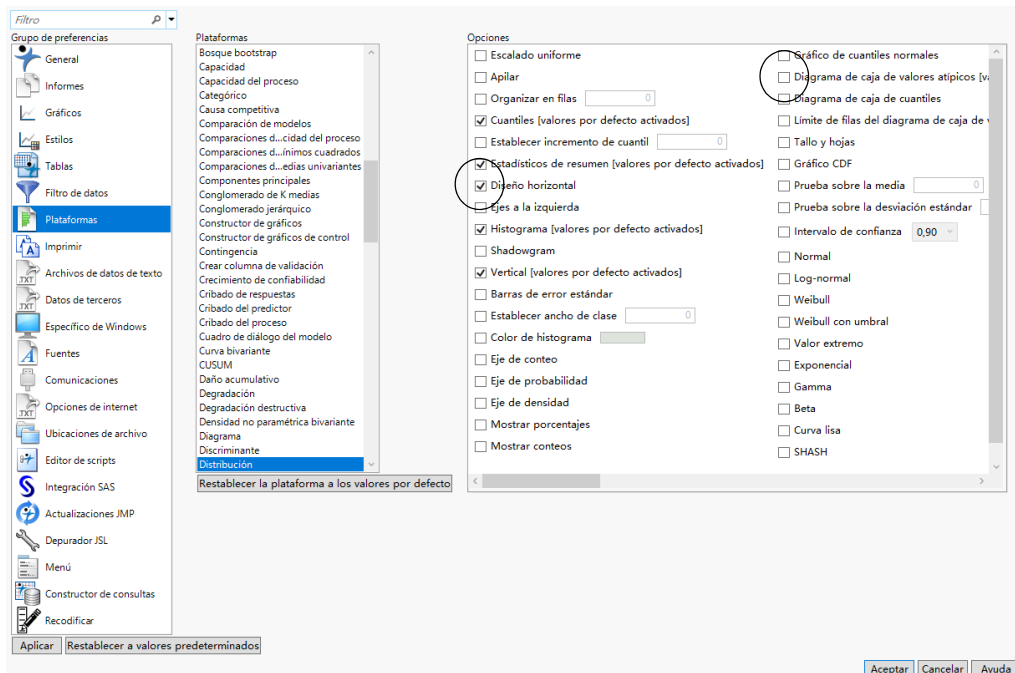 Filtro
Grupo de preferencias
General
Informes
Gráficos
Estilos
Tablas
Filtro de datos
Plataformas
Imprimir
Archivos de datos de texto
Datos de terceros
Específico de Windows
Fuentes
Comunicaciones
Opciones de internet
Ubicaciones de archivo
Editor de scripts
Integración SAS
Actualizaciones JMP
Depurador JSL
Menú
Constructor de consultas
Recodificar
Aplicar
Restablecer a valores predeterminados
Plataformas
Bosque bootstrap
Capacidad
Capacidad del proceso
Categórico
Causa competitiva
Comparación de modelos
Comparaciones d...cidad del proceso
Comparaciones d...ínimos cuadrados
Comparaciones d...edias univariantes
Componentes principales
Conglomerado de K medias
Conglomerado jerárquico
Constructor de gráficos
Constructor de gráficos de control
Contingencia
Crear columna de validación
Crecimiento de confiabilidad
Cribado de respuestas
Cribado del predictor
Cribado del proceso
Cuadro de diálogo del modelo
Curva bivariante
CUSUM
Daño acumulativo
Degradación
Degradación destructiva
Densidad no paramétrica bivariante
Diagrama
Discriminante
Distribución
Restablecer la plataforma a los valores por defecto
Opciones
Escalado uniforme
Apilar
Organizar en filas 0
Cuantiles [valores por defecto activados]
Establecer incremento de cuantil 0
Estadísticos de resumen [valores por defecto activados]
Diseño horizontal
Ejes a la izquierda
Histograma [valores por defecto activados]
Shadowgram
Vertical [valores por defecto activados]
Barras de error estándar
Establecer ancho de clase 0
Color de histograma
Eje de conteo
Eje de probabilidad
Eje de densidad
Mostrar porcentajes
Mostrar conteos
Gráfico de cuantiles normales
Diagrama de caja de valores atípicos [va
Diagrama de caja de cuantiles
Límite de filas del diagrama de caja de v
Tallo y hojas
Gráfico CDF
Prueba sobre la media 0
Prueba sobre la desviación estándar
Intervalo de confianza 0,90
Normal
Log-normal
Weibull
Weibull con umbral
Valor extremo
Exponencial
Gamma
Beta
Curva lisa
SHASH
Aceptar
Cancelar
Ayuda